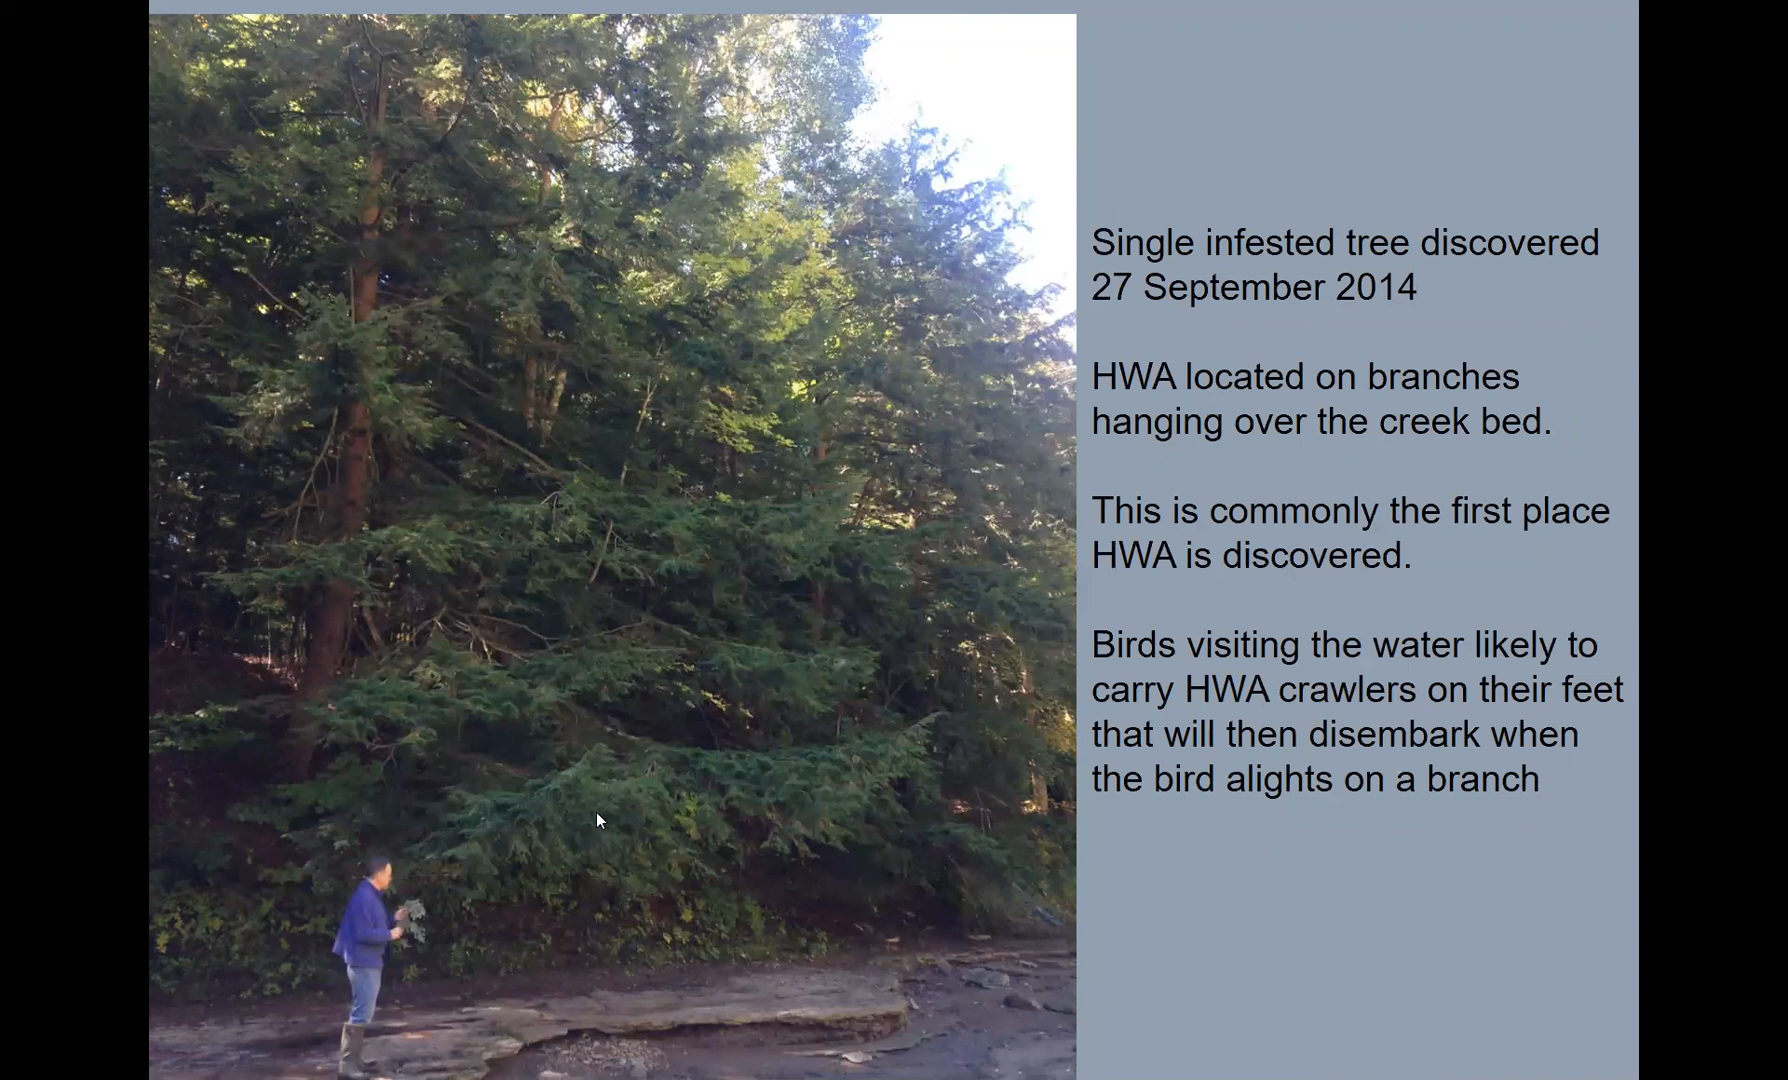 Single infested tree discovered
27 September 2014
HWA located on branches
hanging over the creek bed.
This is commonly the first place
HWA is discovered.
Birds visiting the water likely to
carry HWA crawlers on their feet
that will then disembark when
the bird alights on a branch